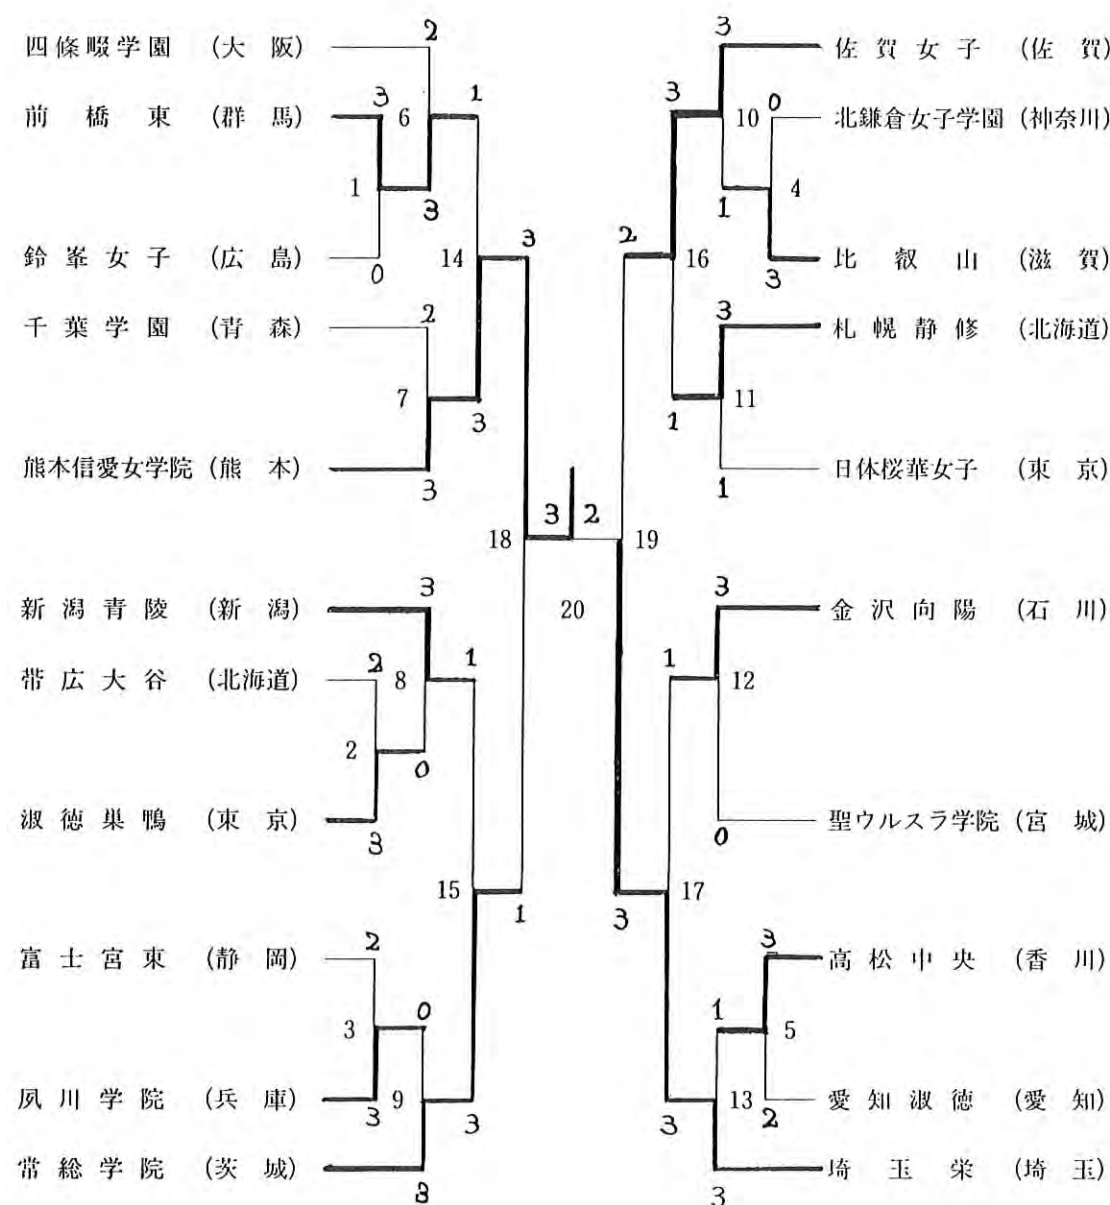 四條畷学園 (大阪)
前橋東 (群馬)
鈴峯女子 (広島)
千葉学園 (青森)
熊本信愛女学院 (熊本)
新潟青陵 (新潟)
帯広大谷 (北海道)
淑徳巣鴨 (東京)
富士宮東 (静岡)
夙川学院 (兵庫)
常総学院 (茨城)
2
3 6 1
1
3
0
14
3
2
7
3
3
18
3 2
20
3
1
2 8
2
0
3
15
1
2
0
3
3 9
3
3
3
3 0
10
2
16
1
4
3
3
1
11
1
19
3
1
12
0
17
3
3
1
5
3 13
2
3
佐賀女子 (佐賀)
北鎌倉女子学園 (神奈川)
比叡山 (滋賀)
札幌静修 (北海道)
日体桜華女子 (東京)
金沢向陽 (石川)
聖ウルスラ学院 (宮城)
高松中央 (香川)
愛知淑徳 (愛知)
埼玉栄 (埼玉)